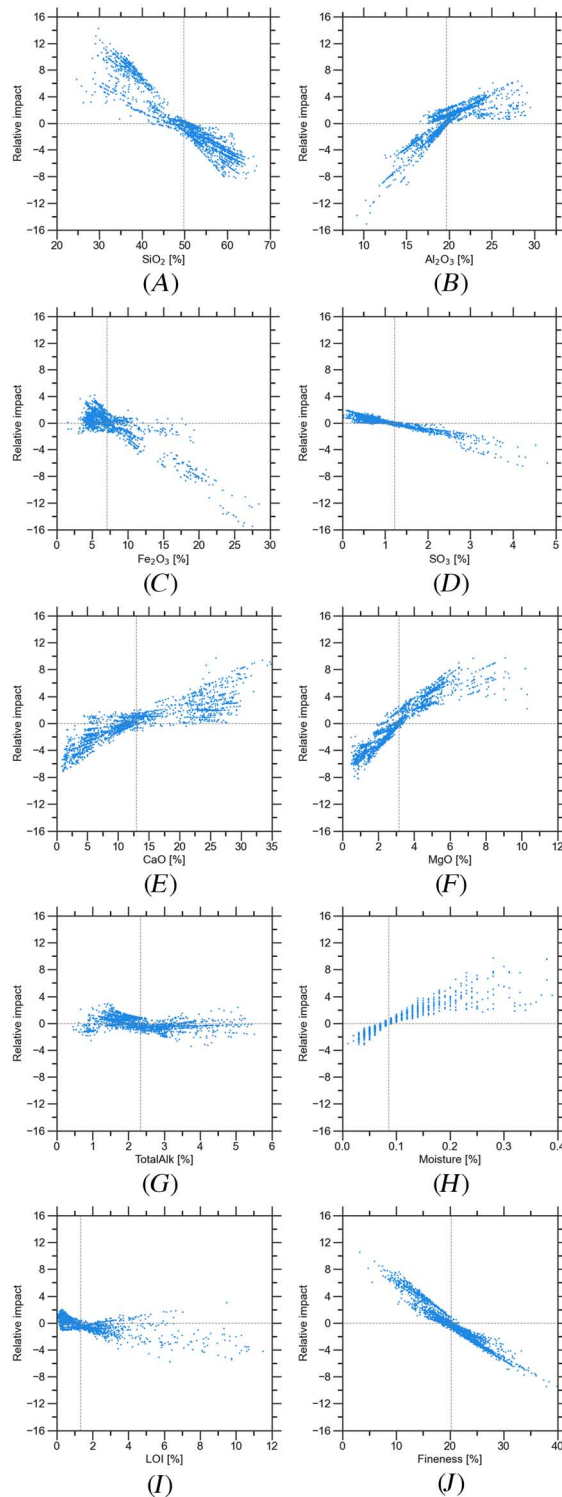 16 16
12 12
8 8
4 4
0 0
−4 −4
−8 −8
−12 −12
−16 −16
Relative impact Relative impact
20 30 40 50 60 70 10 15 20 25 30
SiO₂ [%] Al₂O₃ [%]
(A) (B)
16 16
12 12
8 8
4 4
0 0
−4 −4
−8 −8
−12 −12
−16 −16
Relative impact Relative impact
0 5 10 15 20 25 30 0 1 2 3 4 5
Fe₂O₃ [%] SO₃ [%]
(C) (D)
16 16
12 12
8 8
4 4
0 0
−4 −4
−8 −8
−12 −12
−16 −16
Relative impact Relative impact
0 5 10 15 20 25 30 35 0 2 4 6 8 10 12
CaO [%] MgO [%]
(E) (F)
16 16
12 12
8 8
4 4
0 0
−4 −4
−8 −8
−12 −12
−16 −16
Relative impact Relative impact
0 1 2 3 4 5 6 0.0 0.1 0.2 0.3 0.4
TotalAlk [%] Moisture [%]
(G) (H)
16 16
12 12
8 8
4 4
0 0
−4 −4
−8 −8
−12 −12
−16 −16
Relative impact Relative impact
0 2 4 6 8 10 12 0 10 20 30 40
LOI [%] Fineness [%]
(I) (J)